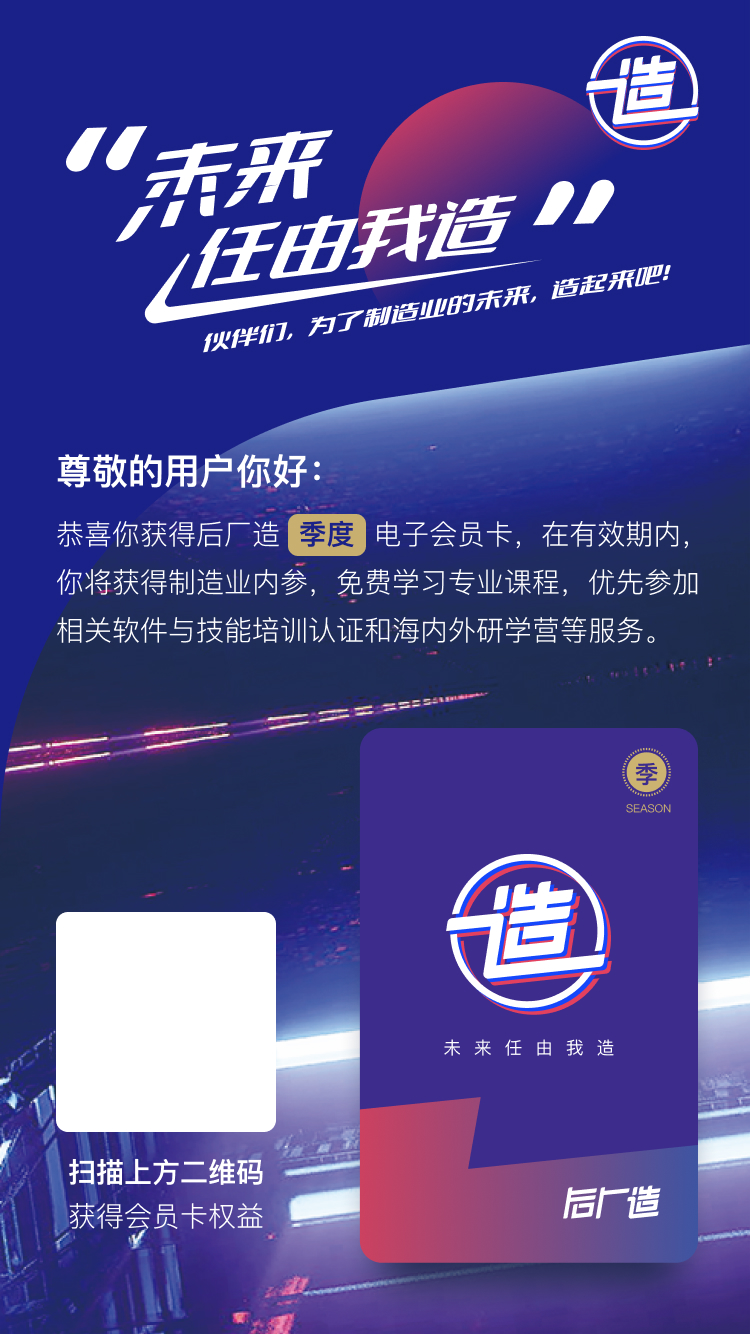 造
“未来
任由我造”
伙伴们，为了制造业的未来，造起来吧！
尊敬的用户你好：
恭喜你获得后厂造 季度 电子会员卡，在有效期内，
你将获得制造业内参，免费学习专业课程，优先参加
相关软件与技能培训认证和海内外研学营等服务。
季
SEASON
造
未来任由我造
后厂造
扫描上方二维码
获得会员卡权益